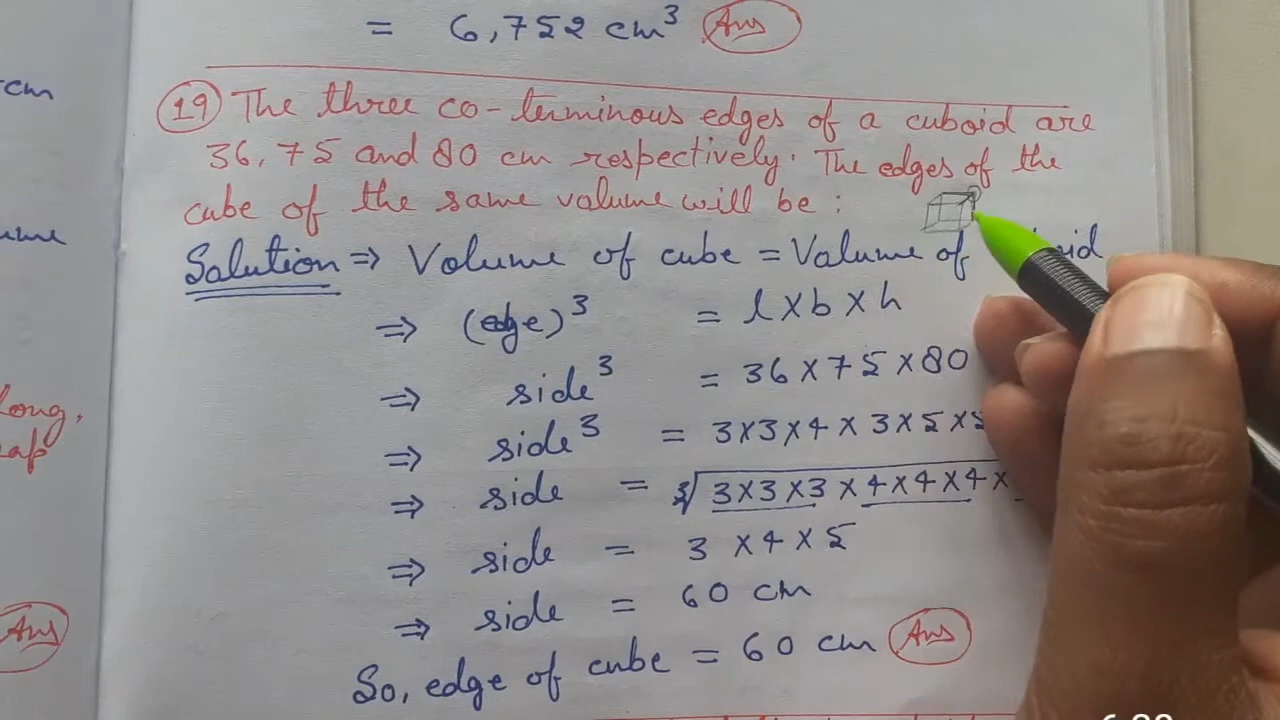 = 6,752 cm³ Ans
cm
19 The three co-terminous edges of a cuboid are
36, 75 and 80 cm respectively. The edges of the
cube of the same volume will be :
Solution ⇒ Volume of cube = Valume of
⇒ (edge)³ = l×b×h
⇒ side³ = 36×75×80
long,
⇒ side³ = 3×3×4×3×5×5
⇒ side = ∛3×3×3×4×4×4×
⇒ side = 3×4×5
⇒ side = 60 cm
Ans
So, edge of cube = 60 cm Ans